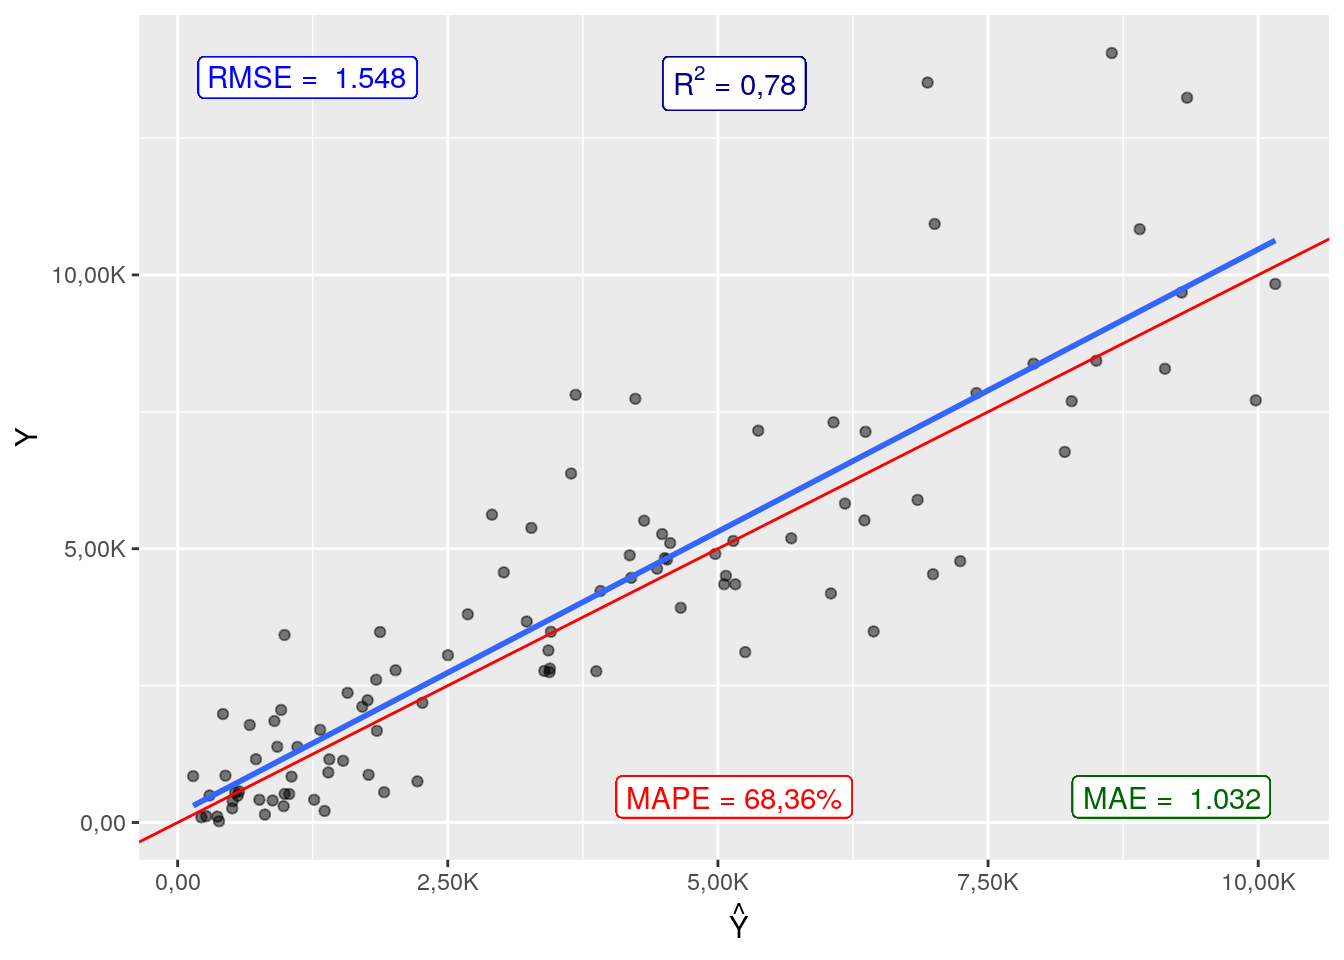 RMSE =  1.548
R² = 0,78
10,00K
Y
5,00K
MAPE = 68,36%
MAE =  1.032
0,00
0,00 2,50K 5,00K 7,50K 10,00K
Ŷ